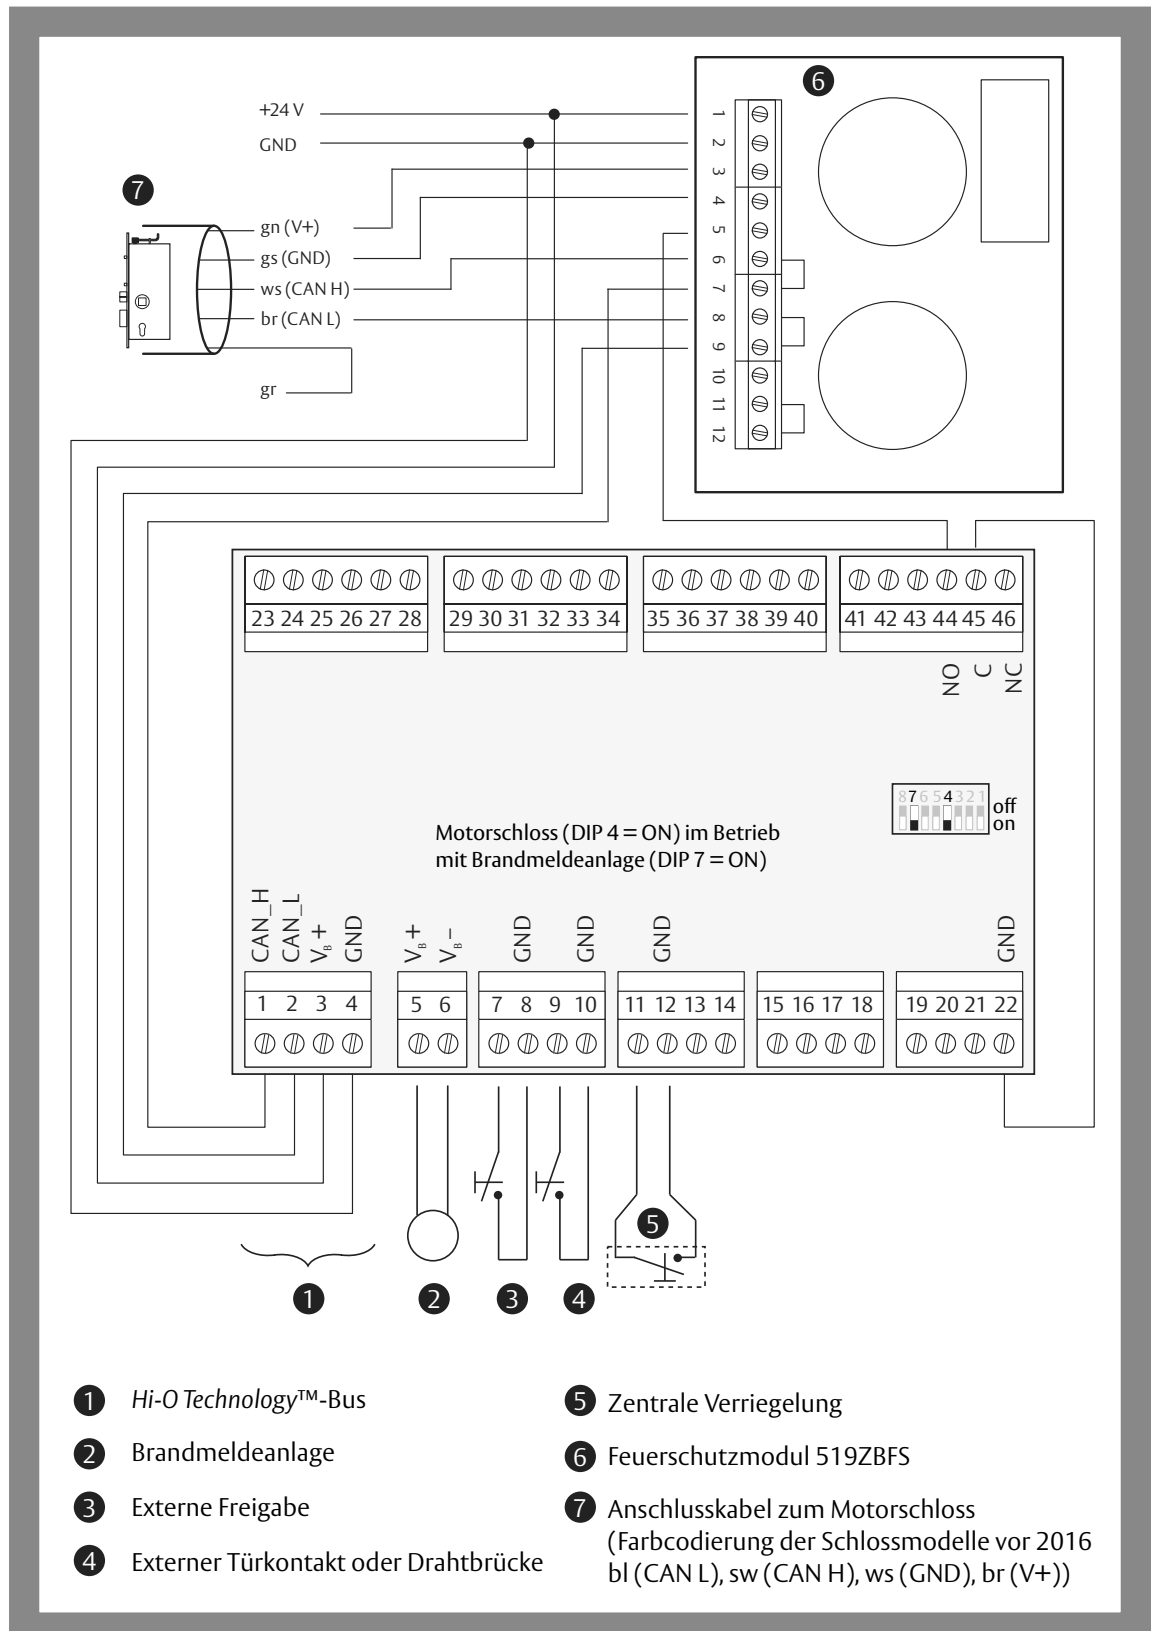 6
+24 V
GND
7
gn (V+)
gs (GND)
ws (CAN H)
br (CAN L)
gr
1
2
3
4
5
6
7
8
9
10
11
12
23 24 25 26 27 28
29 30 31 32 33 34
35 36 37 38 39 40
41 42 43 44 45 46
NO
C
NC
8 7 6 5 4 3 2 1
off
on
Motorschloss (DIP 4 = ON) im Betrieb
mit Brandmeldeanlage (DIP 7 = ON)
CAN_H
CAN_L
VB +
GND
VB +
VB –
GND
GND
GND
GND
1 2 3 4
5 6
7 8 9 10
11 12 13 14
15 16 17 18
19 20 21 22
5
1
2
3
4
1 Hi-O Technology™-Bus
2 Brandmeldeanlage
3 Externe Freigabe
4 Externer Türkontakt oder Drahtbrücke
5 Zentrale Verriegelung
6 Feuerschutzmodul 519ZBFS
7 Anschlusskabel zum Motorschloss
(Farbcodierung der Schlossmodelle vor 2016
bl (CAN L), sw (CAN H), ws (GND), br (V+))